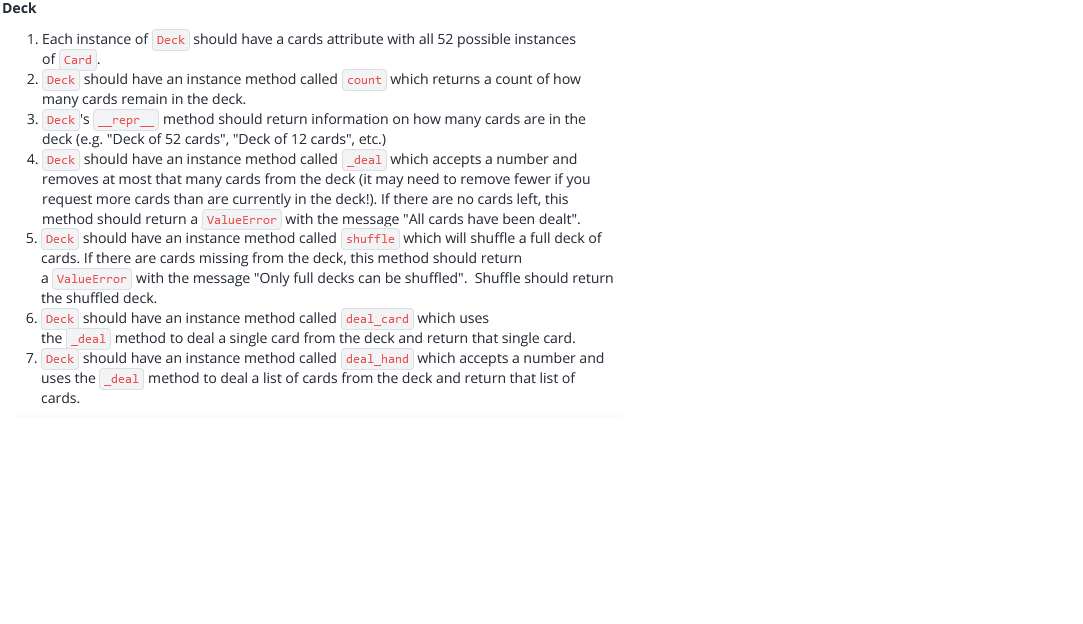 Deck
1. Each instance of Deck should have a cards attribute with all 52 possible instances
of Card.
2. Deck should have an instance method called count which returns a count of how
many cards remain in the deck.
3. Deck's __repr__ method should return information on how many cards are in the
deck (e.g. "Deck of 52 cards", "Deck of 12 cards", etc.)
4. Deck should have an instance method called _deal which accepts a number and
removes at most that many cards from the deck (it may need to remove fewer if you
request more cards than are currently in the deck!). If there are no cards left, this
method should return a ValueError with the message "All cards have been dealt".
5. Deck should have an instance method called shuffle which will shuffle a full deck of
cards. If there are cards missing from the deck, this method should return
a ValueError with the message "Only full decks can be shuffled".  Shuffle should return
the shuffled deck.
6. Deck should have an instance method called deal_card which uses
the _deal method to deal a single card from the deck and return that single card.
7. Deck should have an instance method called deal_hand which accepts a number and
uses the _deal method to deal a list of cards from the deck and return that list of
cards.